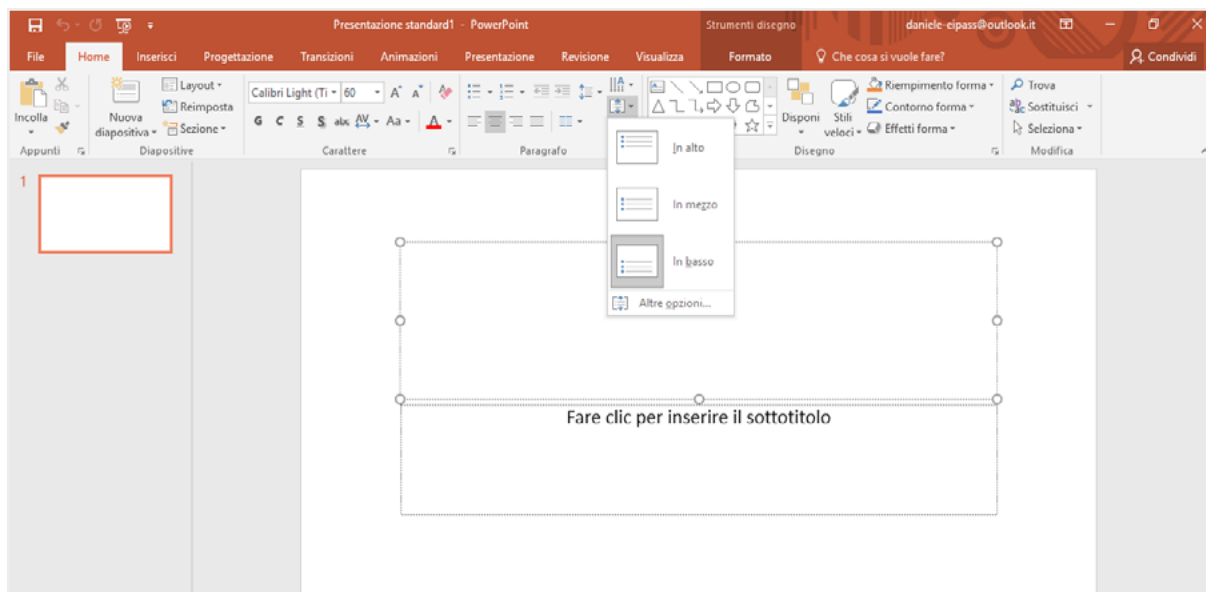 Presentazione standard1 - PowerPoint
Strumenti disegno
daniele-eipass@outlook.it
File Home Inserisci Progettazione Transizioni Animazioni Presentazione Revisione Visualizza Formato Che cosa si vuole fare? Condividi
Incolla
Nuova diapositiva
Layout
Reimposta
Sezione
Calibri Light (Ti 60
G C S S abc AV Aa A
Disponi
Stili veloci
Riempimento forma
Contorno forma
Effetti forma
Trova
Sostituisci
Seleziona
Appunti Diapositive Carattere Paragrafo Disegno Modifica
In alto
In mezzo
In basso
Altre opzioni...
1
Fare clic per inserire il sottotitolo